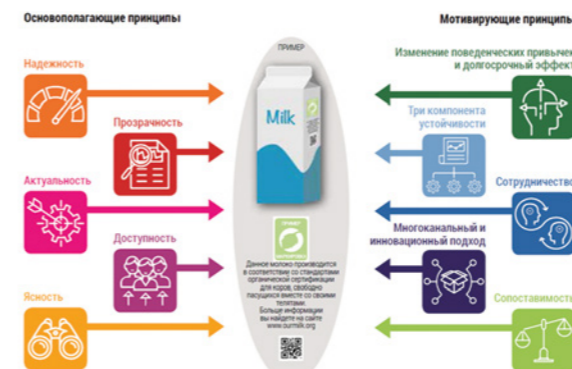 Основополагающие принципы
Мотивирующие принципы
ПРИМЕР
Надежность
Прозрачность
Актуальность
Доступность
Ясность
Milk
Изменение поведенческих привычек
и долгосрочный эффект
Три компонента
устойчивости
Сотрудничество
Многоканальный и
инновационный подход
Сопоставимость
ПРИМЕР
Данное молоко производится
в соответствии со стандартами
органической сертификации
для коров, свободно
пасущихся вместе со своими
телятами.
Больше информации
вы найдете на сайте
www.ourmilk.org